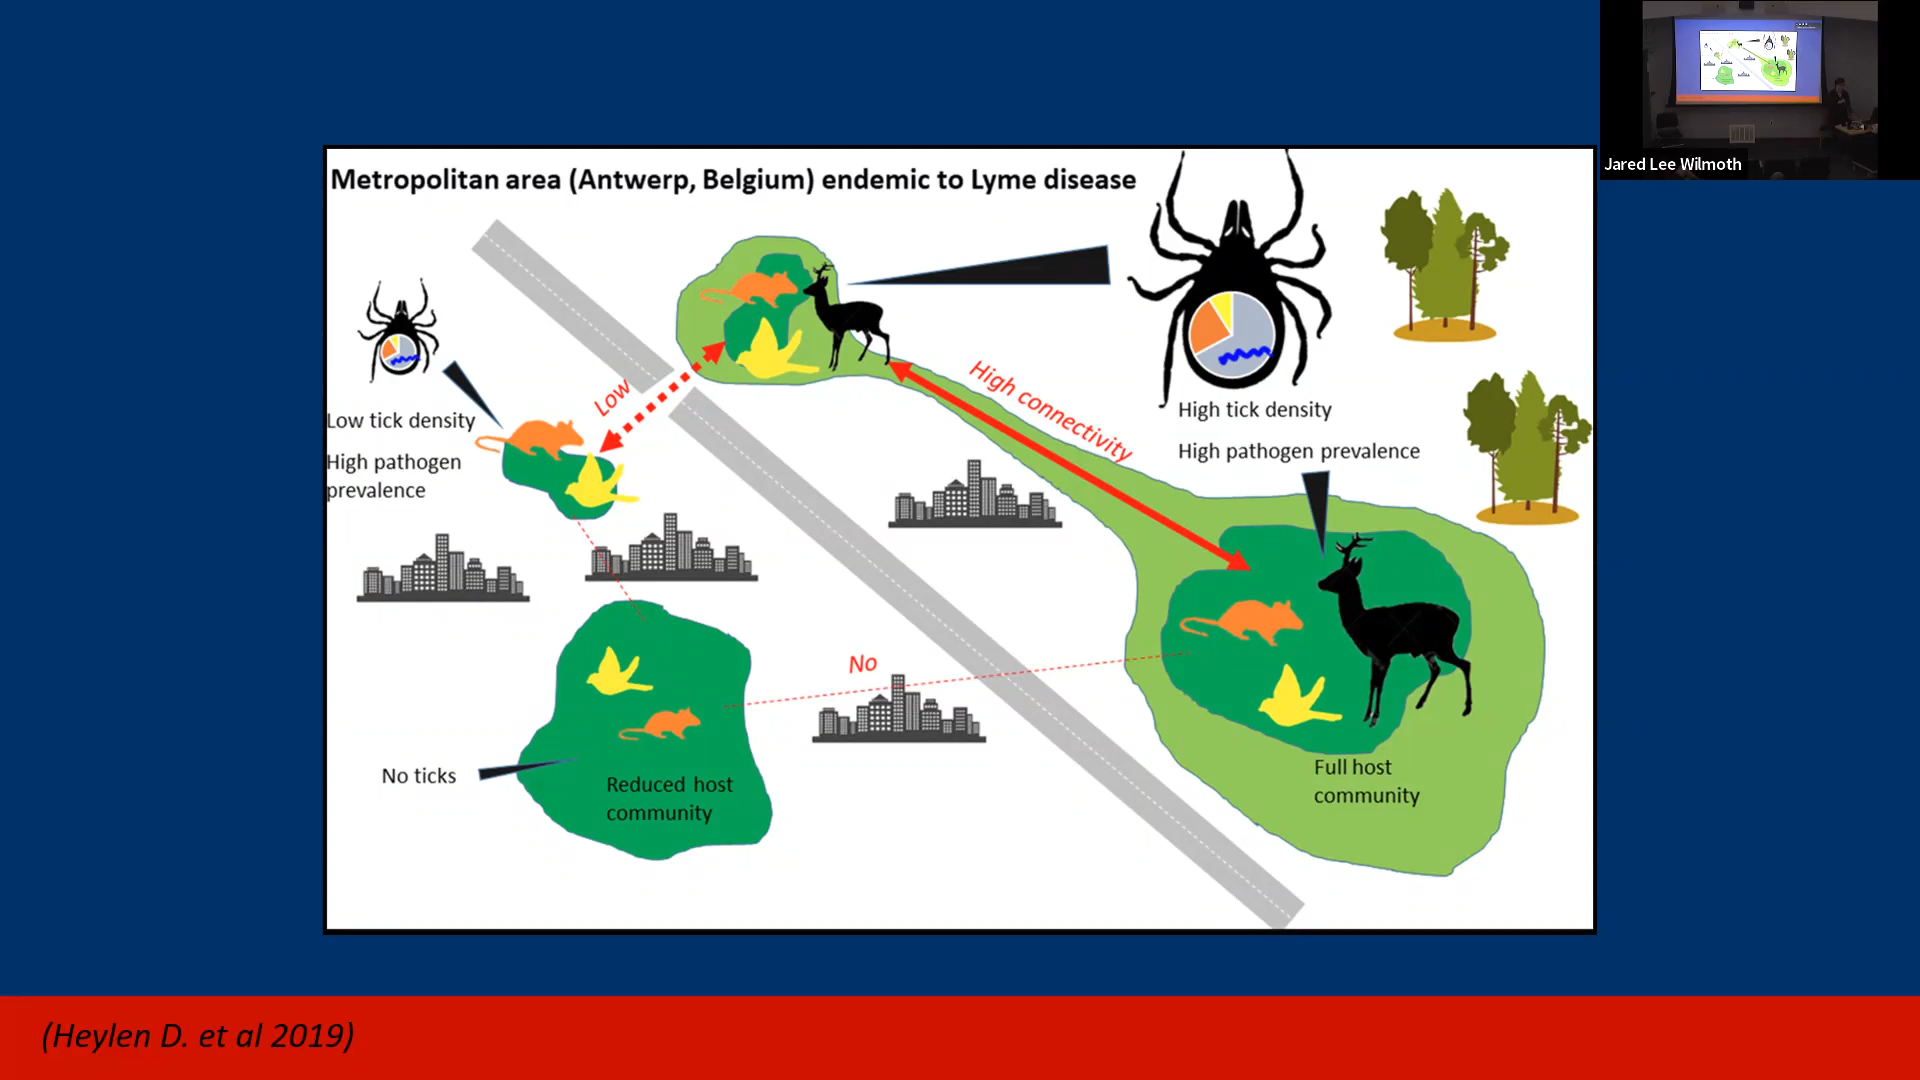 Jared Lee Wilmoth
Metropolitan area (Antwerp, Belgium) endemic to Lyme disease
Low
High connectivity
Low tick density
High pathogen
prevalence
High tick density
High pathogen prevalence
No
No ticks
Reduced host
community
Full host
community
(Heylen D. et al 2019)